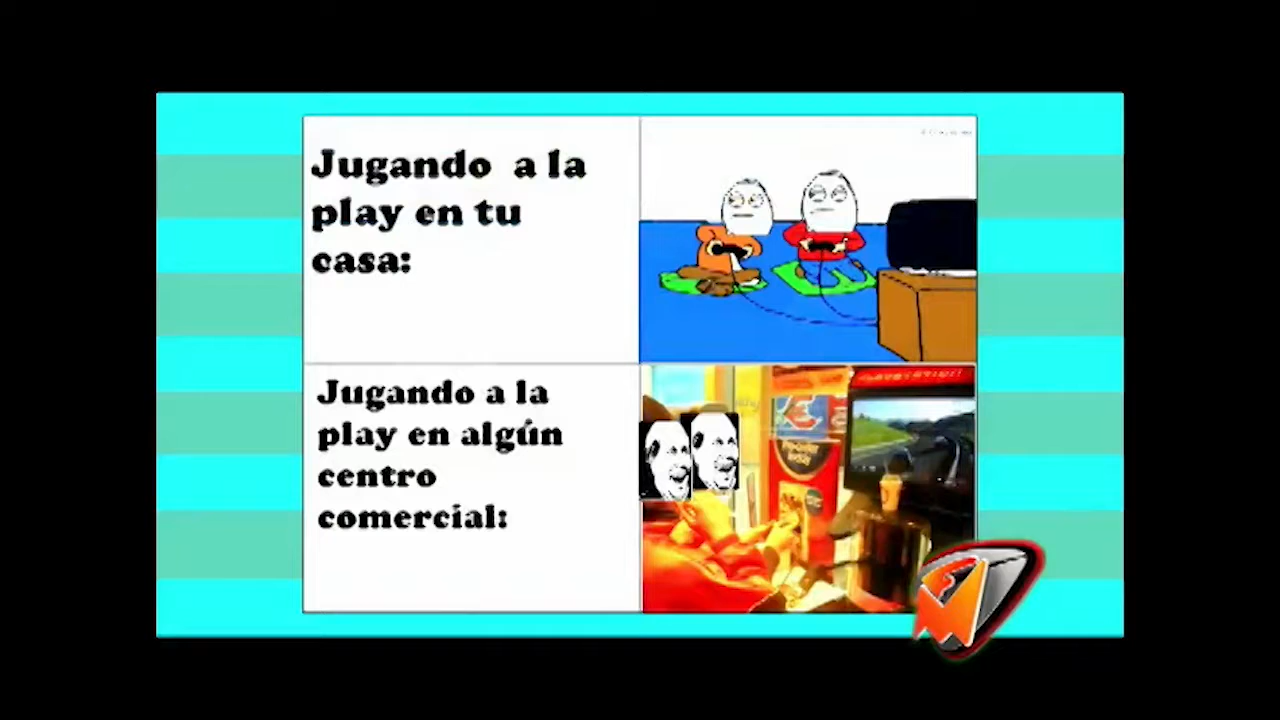 Jugando a la
play en tu
casa:
Jugando a la
play en algún
centro
comercial: